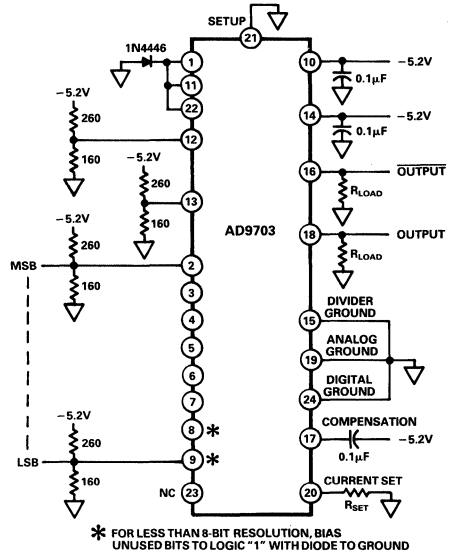 SETUP
21
1N4446
1
11
22
10
−5.2V
0.1μF
−5.2V
260
160
12
14
−5.2V
0.1μF
−5.2V
260
160
13
16
OUTPUT
RLOAD
AD9703
18
OUTPUT
RLOAD
−5.2V
260
MSB
160
2
3
4
5
6
7
8
*
9
*
15
DIVIDER
GROUND
19
ANALOG
GROUND
24
DIGITAL
GROUND
−5.2V
260
LSB
160
17
COMPENSATION
0.1μF
−5.2V
NC
23
20
CURRENT SET
RSET
* FOR LESS THAN 8-BIT RESOLUTION, BIAS
UNUSED BITS TO LOGIC "1" WITH DIODE TO GROUND